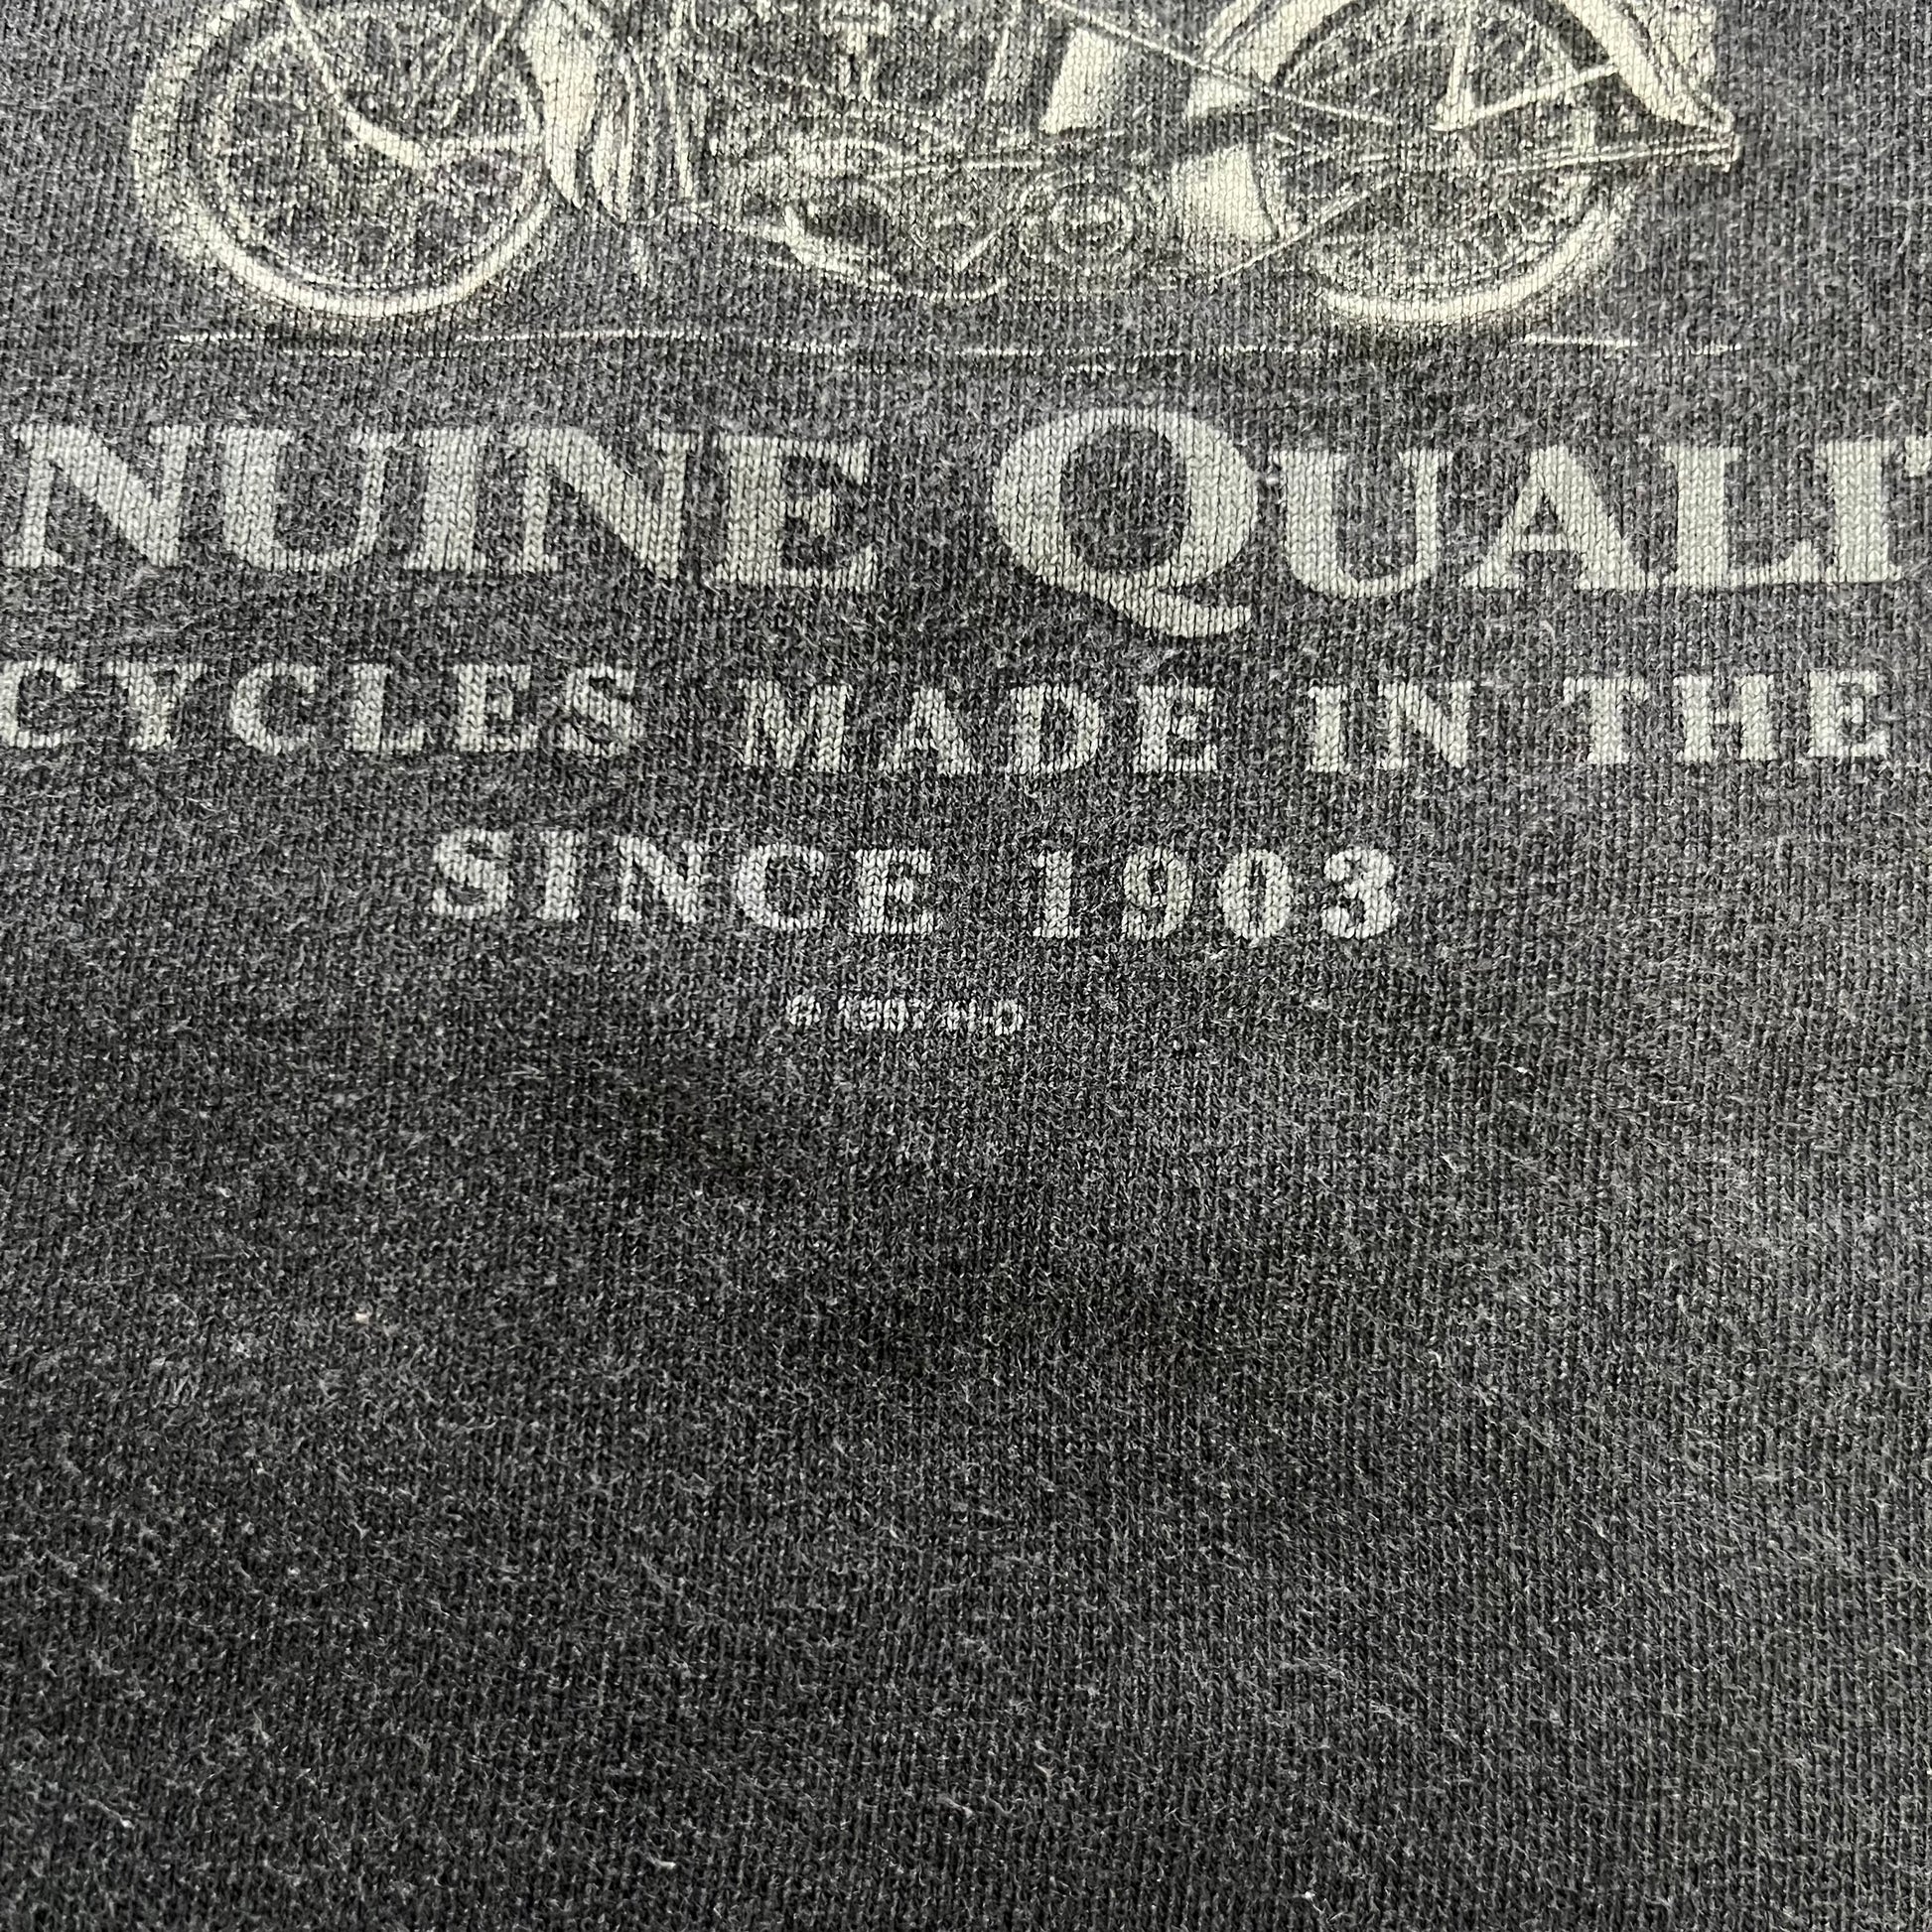 NUINE QUALIT
CYCLES MADE IN THE
SINCE 1903
H-D